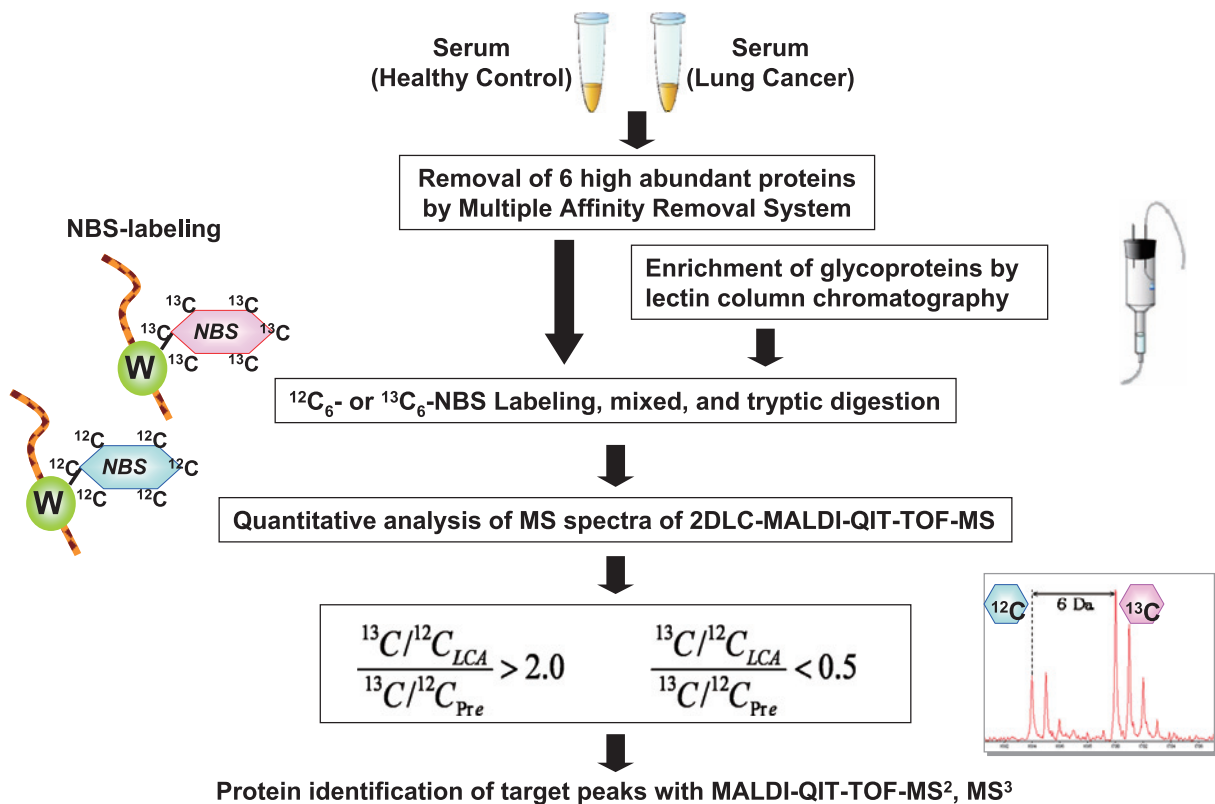 Serum
(Healthy Control)
Serum
(Lung Cancer)
Removal of 6 high abundant proteins
by Multiple Affinity Removal System
NBS-labeling
Enrichment of glycoproteins by
lectin column chromatography
¹³C ¹³C
¹³C NBS ¹³C
W ¹³C ¹³C
¹²C₆- or ¹³C₆-NBS Labeling, mixed, and tryptic digestion
¹²C ¹²C
¹²C NBS ¹²C
W ¹²C ¹²C
Quantitative analysis of MS spectra of 2DLC-MALDI-QIT-TOF-MS
¹²C 6 Da ¹³C
¹³C/¹²C_LCA
¹³C/¹²C_Pre
> 2.0
¹³C/¹²C_LCA
¹³C/¹²C_Pre
< 0.5
Protein identification of target peaks with MALDI-QIT-TOF-MS², MS³